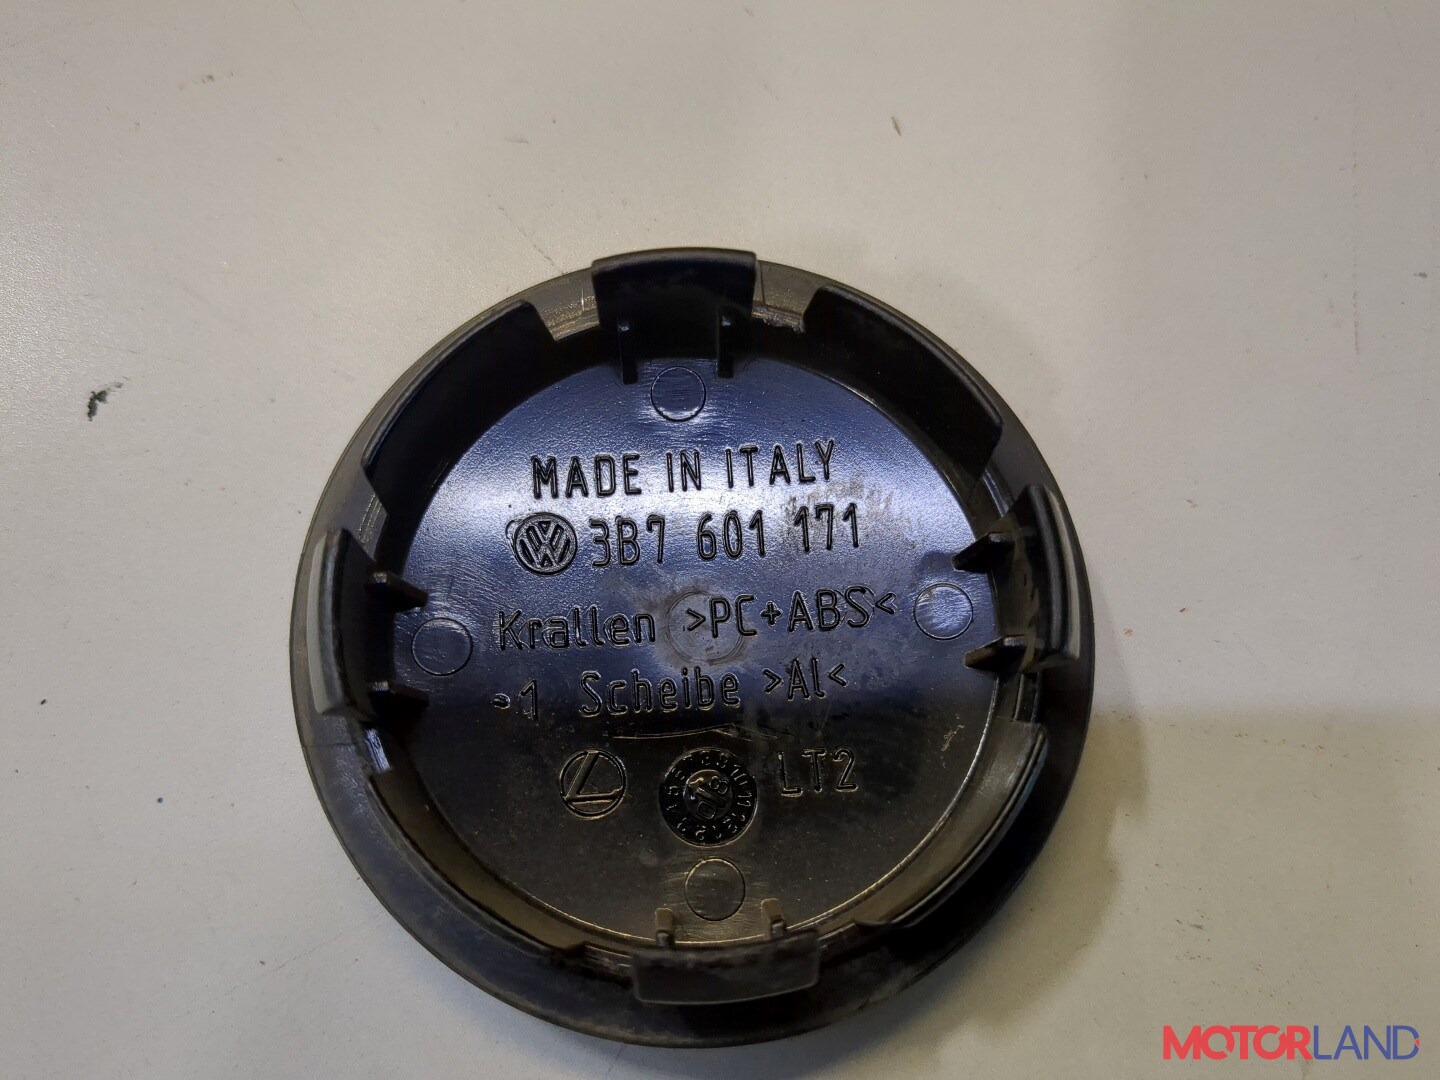 MADE IN ITALY
3B7 601 171
Krallen >PC+ABS<
-1 Scheibe >Al<
LT2
MOTORLAND